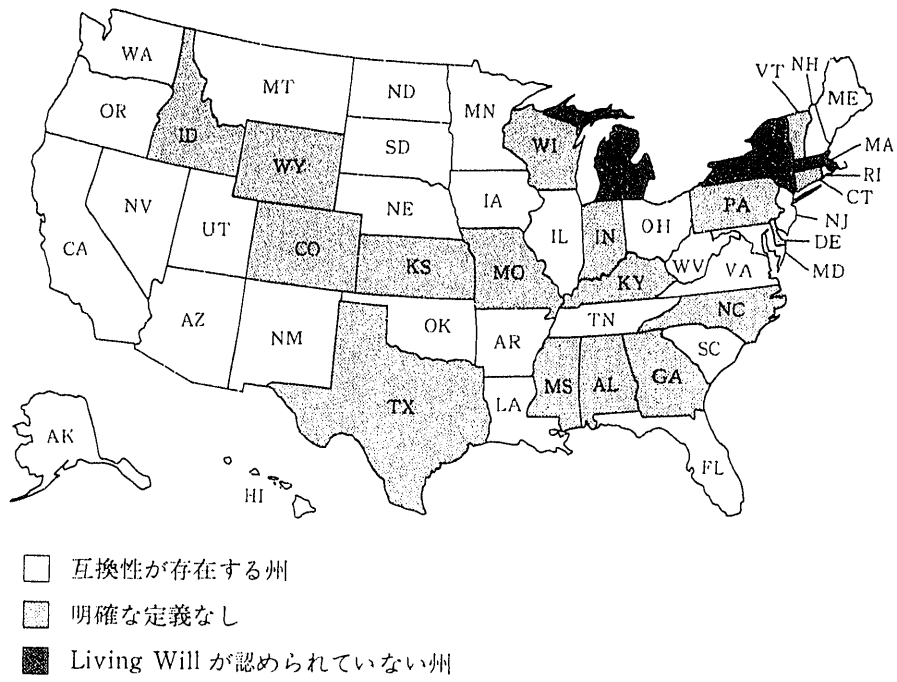 WA
MT
ND
MN
VT NH
ME
OR
ID
SD
WI
MA
WY
RI
CT
NV
NE
IA
PA
UT
IL
IN
OH
NJ
CA
CO
KS
MO
WV
VA
DE
MD
KY
AZ
NM
OK
AR
TN
NC
SC
TX
LA
MS
AL
GA
AK
HI
FL
互換性が存在する州
明確な定義なし
Living Will が認められていない州